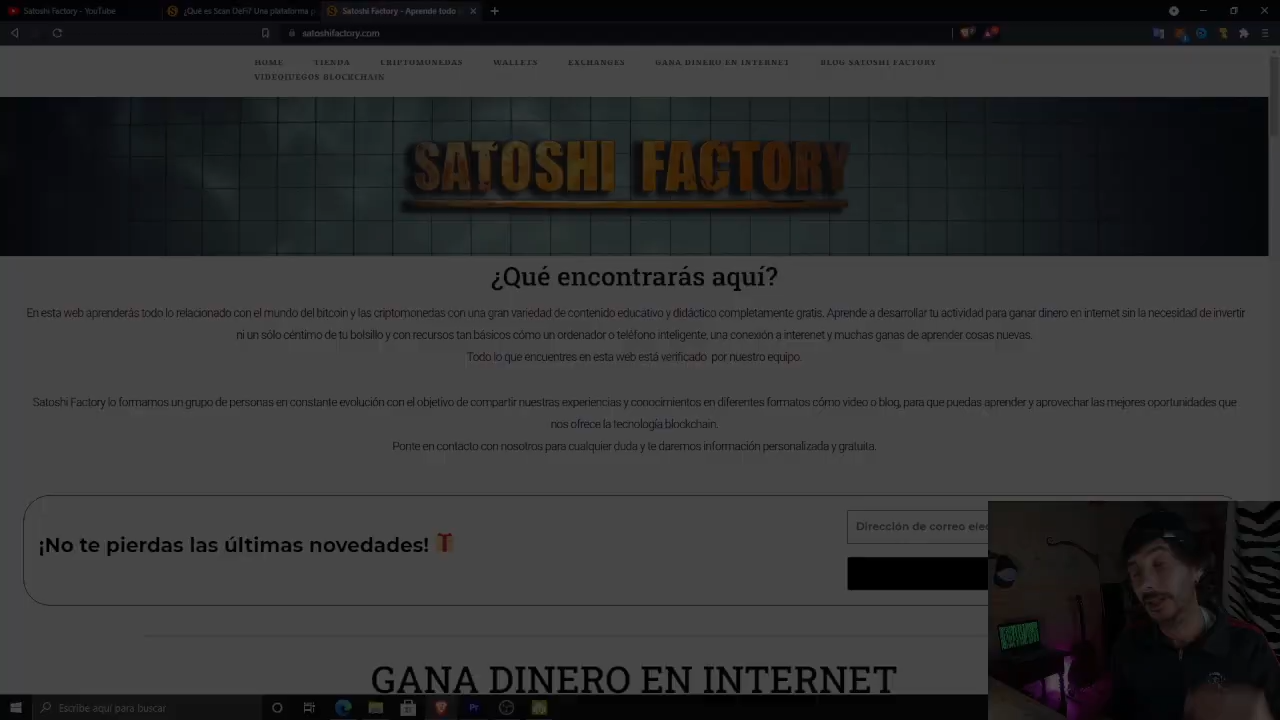 Satoshi Factory - YouTube
¿Qué es Scan DeFi? Una plataforma p
Satoshi Factory - Aprende todo
satoshifactory.com
HOME TIENDA CRIPTOMONEDAS WALLETS EXCHANGES GANA DINERO EN INTERNET BLOG SATOSHI FACTORY
VIDEOJUEGOS BLOCKCHAIN
SATOSHI FACTORY
¿Qué encontrarás aquí?
En esta web aprenderás todo lo relacionado con el mundo del bitcoin y las criptomonedas con una gran variedad de contenido educativo y didáctico completamente gratis. Aprende a desarrollar tu actividad para ganar dinero en internet sin la necesidad de invertir
ni un sólo céntimo de tu bolsillo y con recursos tan básicos cómo un ordenador o teléfono inteligente, una conexión a interenet y muchas ganas de aprender cosas nuevas.
Todo lo que encuentres en esta web está verificado por nuestro equipo.
Satoshi Factory lo formamos un grupo de personas en constante evolución con el objetivo de compartir nuestras experiencias y conocimientos en diferentes formatos cómo video o blog, para que puedas aprender y aprovechar las mejores oportunidades que
nos ofrece la tecnología blockchain.
Ponte en contacto con nosotros para cualquier duda y te daremos información personalizada y gratuita.
Dirección de correo elec
¡No te pierdas las últimas novedades!
GANA DINERO EN INTERNET
Escribe aquí para buscar
Pr